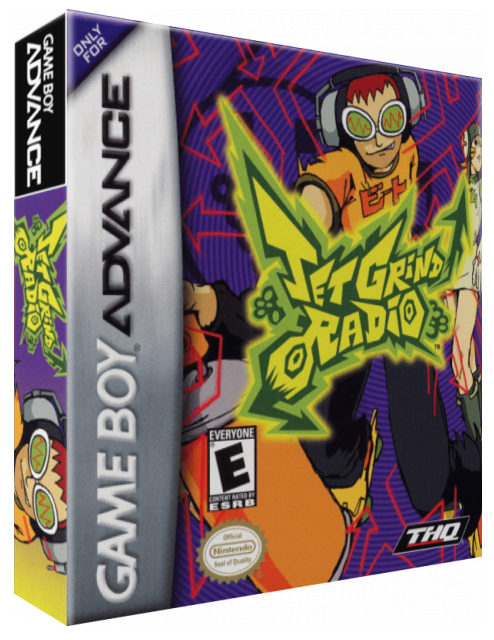 GAME BOY
ADVANCE
JET GRIND
RADIO
ONLY
FOR
GAME BOY ADVANCE
ビート
JET GRIND
RADIO
™
EVERYONE
E
CONTENT RATED BY
ESRB
Official
Nintendo
Seal of Quality
THQ